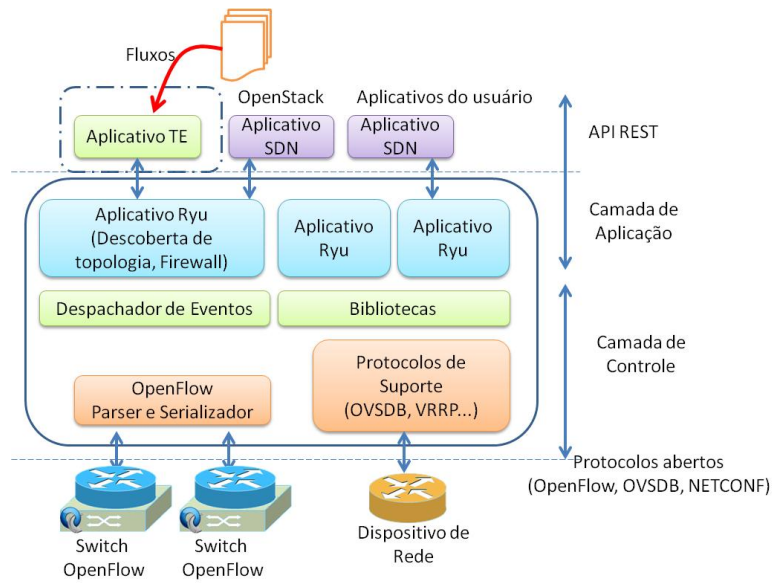 Fluxos
OpenStack
Aplicativos do usuário
Aplicativo TE
Aplicativo
SDN
Aplicativo
SDN
API REST
Aplicativo Ryu
(Descoberta de
topologia, Firewall)
Aplicativo
Ryu
Aplicativo
Ryu
Camada de
Aplicação
Despachador de Eventos
Bibliotecas
Camada de
Controle
OpenFlow
Parser e Serializador
Protocolos de
Suporte
(OVSDB, VRRP...)
Protocolos abertos
(OpenFlow, OVSDB, NETCONF)
Switch
OpenFlow
Switch
OpenFlow
Dispositivo de
Rede